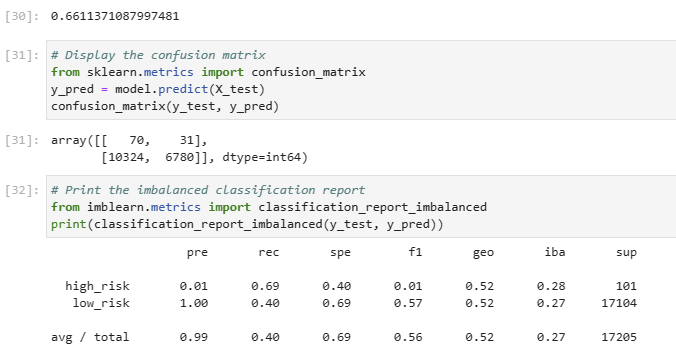 [30]: 0.6611371087997481
[31]: # Display the confusion matrix
from sklearn.metrics import confusion_matrix
y_pred = model.predict(X_test)
confusion_matrix(y_test, y_pred)
[31]: array([[   70,    31],
       [10324,  6780]], dtype=int64)
[32]: # Print the imbalanced classification report
from imblearn.metrics import classification_report_imbalanced
print(classification_report_imbalanced(y_test, y_pred))
pre rec spe f1 geo iba sup
high_risk 0.01 0.69 0.40 0.01 0.52 0.28 101
low_risk 1.00 0.40 0.69 0.57 0.52 0.27 17104
avg / total 0.99 0.40 0.69 0.56 0.52 0.27 17205